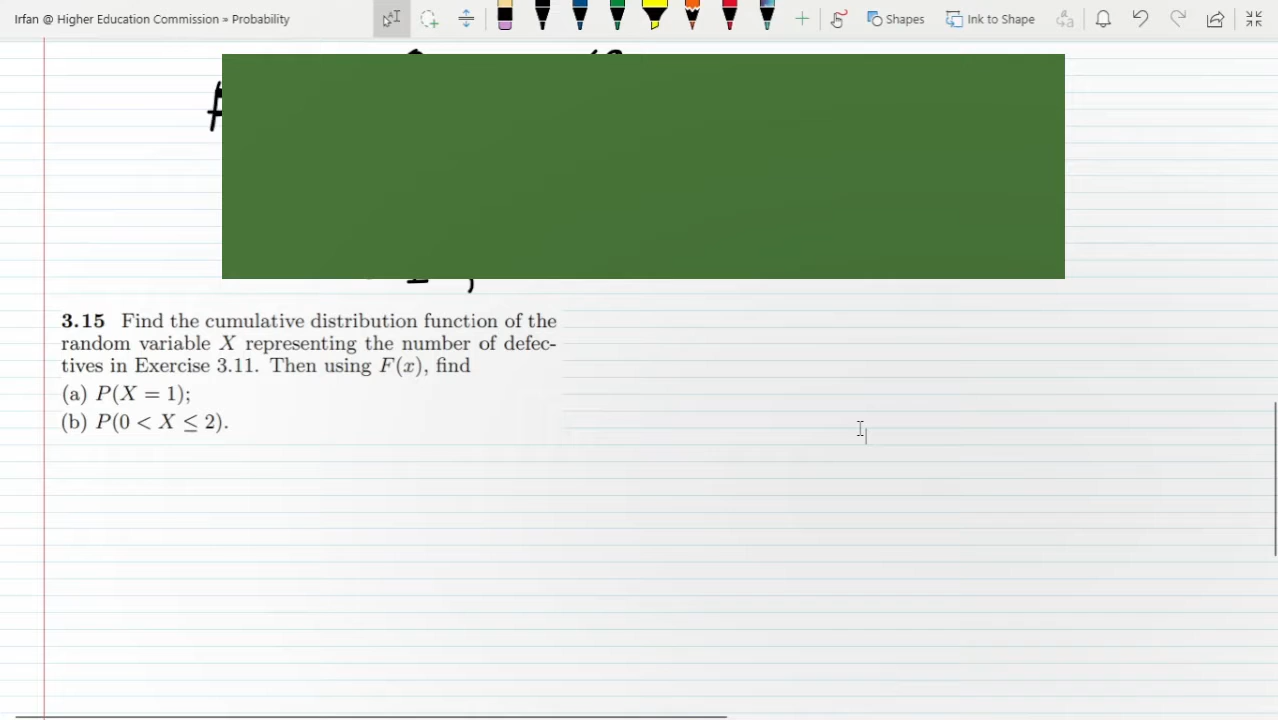 Irfan @ Higher Education Commission » Probability
Shapes
Ink to Shape
3.15 Find the cumulative distribution function of the
random variable X representing the number of defec-
tives in Exercise 3.11. Then using F(x), find
(a) P(X = 1);
(b) P(0 < X ≤ 2).